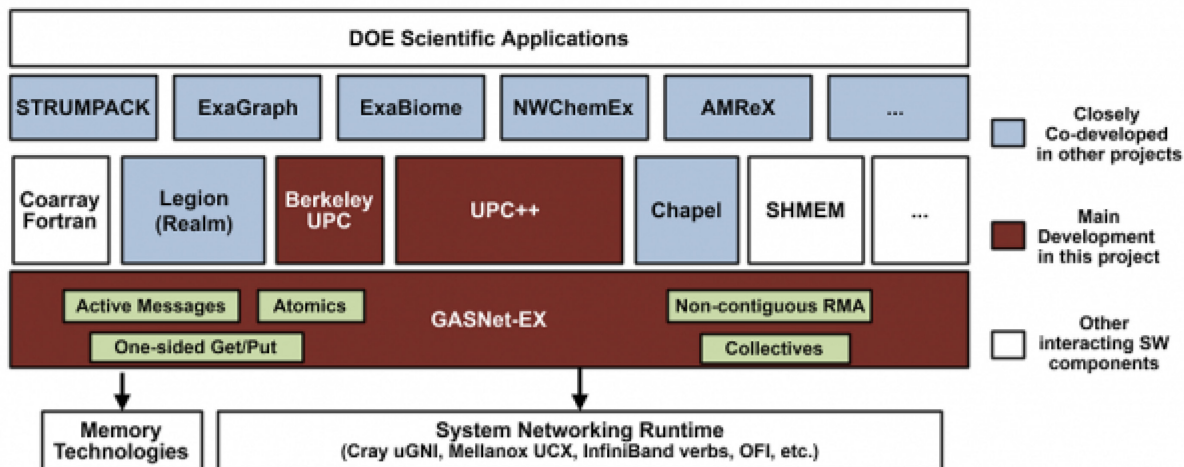 DOE Scientific Applications
STRUMPACK
ExaGraph
ExaBiome
NWChemEx
AMReX
...
Closely
Co-developed
in other projects
Coarray
Fortran
Legion
(Realm)
Berkeley
UPC
UPC++
Chapel
SHMEM
...
Main
Development
in this project
Active Messages
Atomics
GASNet-EX
Non-contiguous RMA
One-sided Get/Put
Collectives
Other
interacting SW
components
Memory
Technologies
System Networking Runtime
(Cray uGNI, Mellanox UCX, InfiniBand verbs, OFI, etc.)